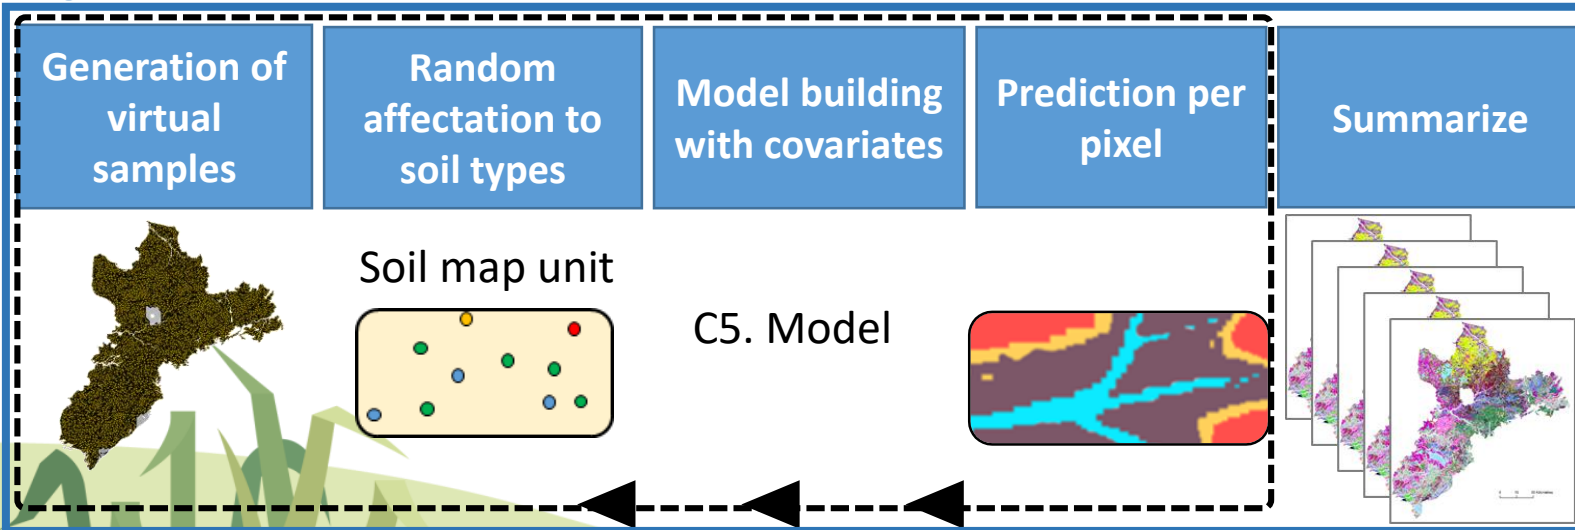 Generation of
virtual
samples
Random
affectation to
soil types
Model building
with covariates
Prediction per
pixel
Summarize
Soil map unit
C5. Model